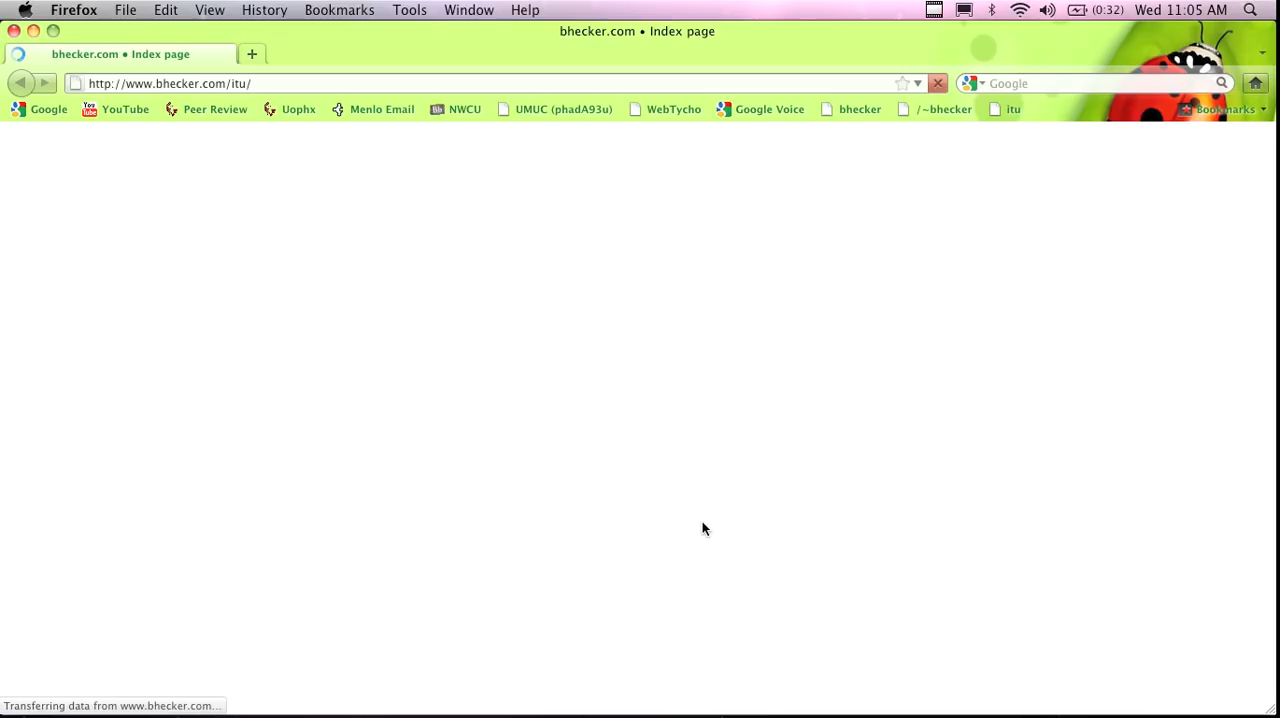 Firefox File Edit View History Bookmarks Tools Window Help (0:32) Wed 11:05 AM
bhecker.com • Index page
bhecker.com • Index page
http://www.bhecker.com/itu/ Google
Google YouTube Peer Review Uophx Menlo Email Bb NWCU UMUC (phadA93u) WebTycho Google Voice bhecker /~bhecker itu Bookmarks
Transferring data from www.bhecker.com...